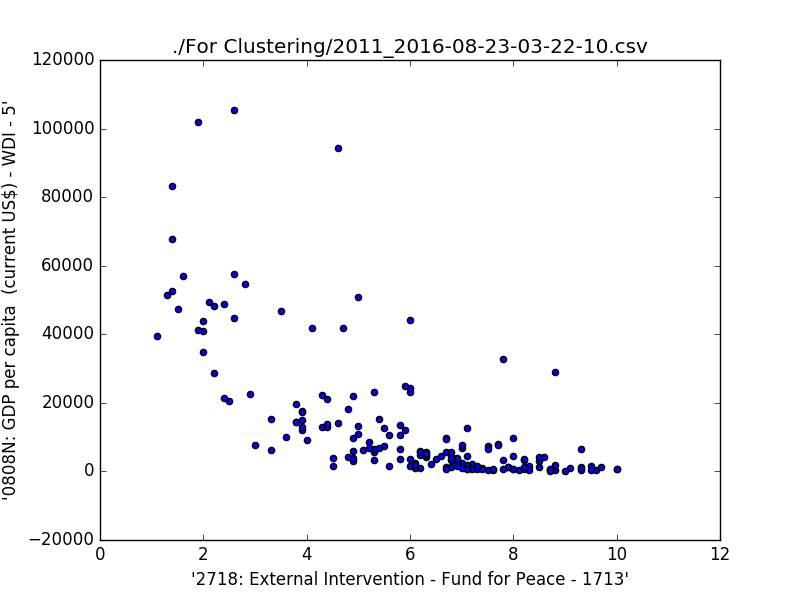 ./For Clustering/2011_2016-08-23-03-22-10.csv
120000
100000
80000
60000
40000
20000
0
−20000
'0808N: GDP per capita  (current US$) - WDI - 5'
0 2 4 6 8 10 12
'2718: External Intervention - Fund for Peace - 1713'